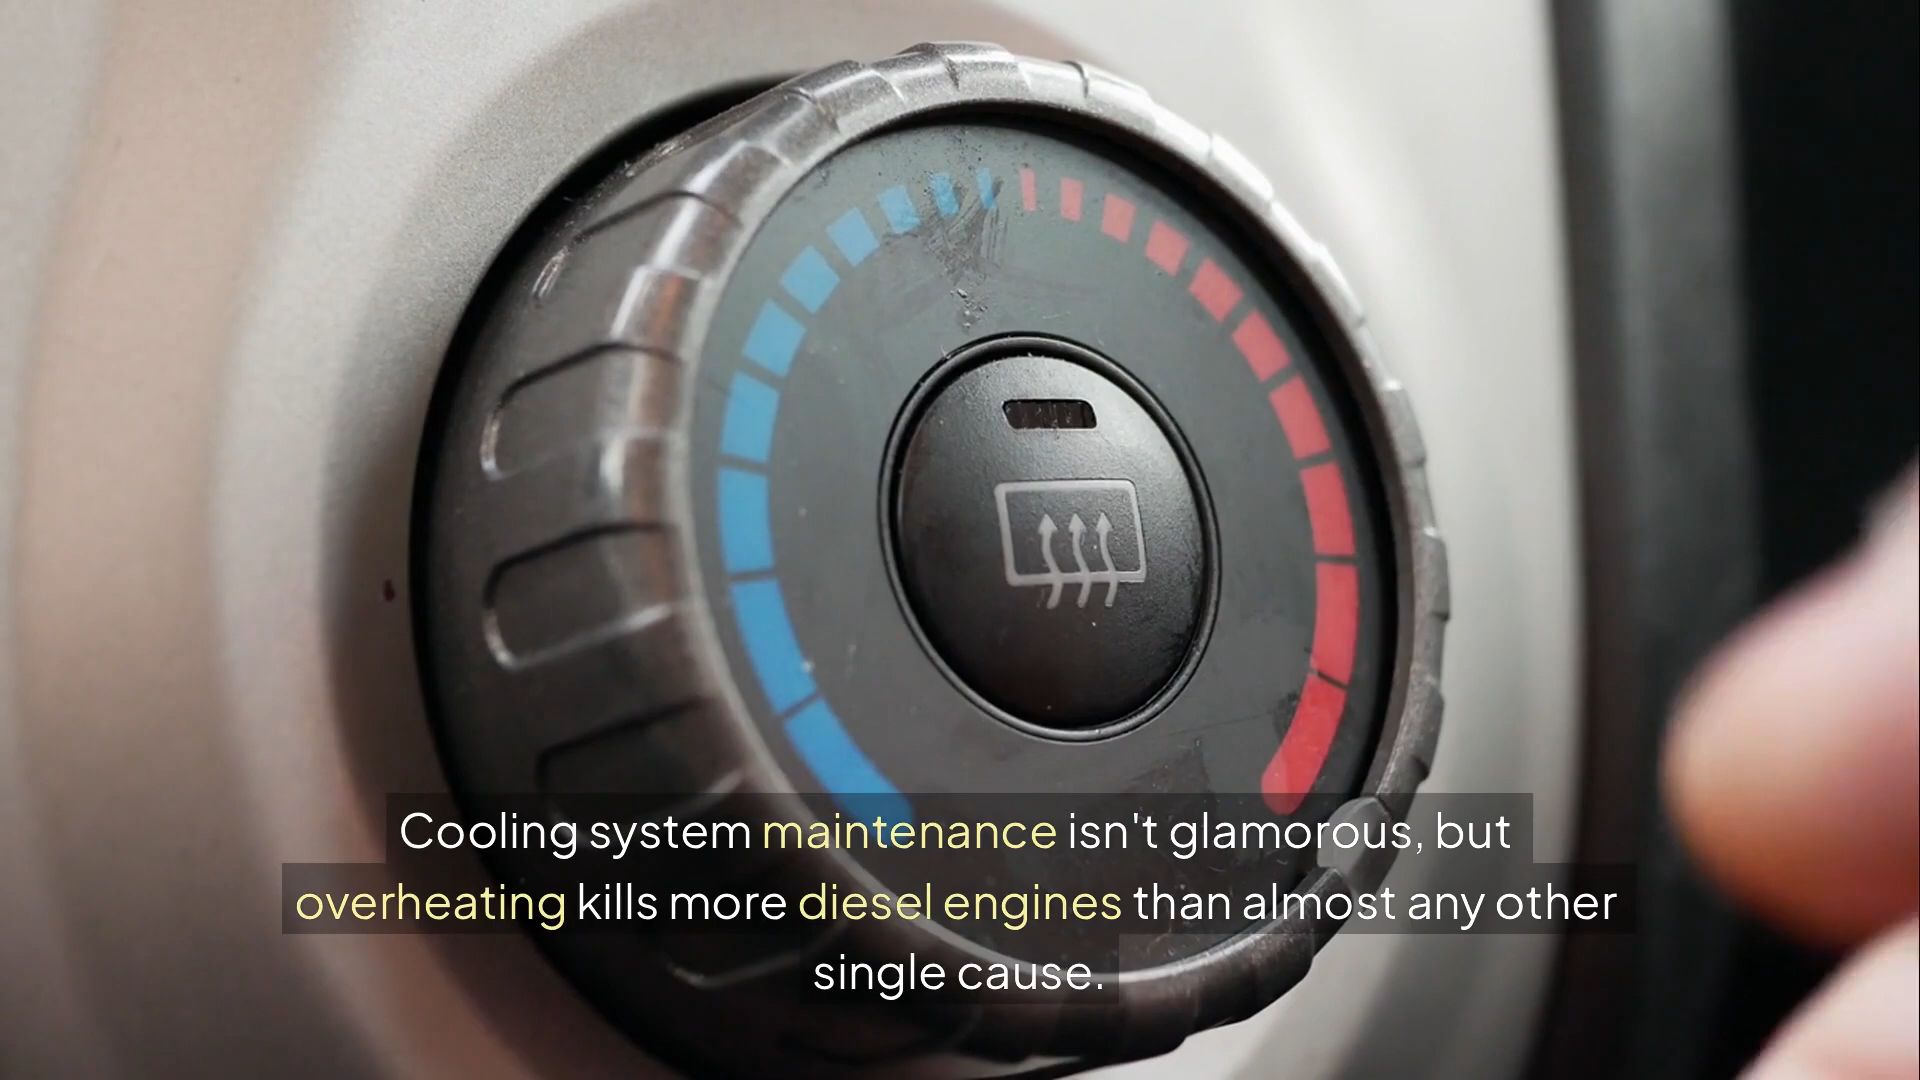 Cooling system maintenance isn't glamorous, but
overheating kills more diesel engines than almost any other
single cause.